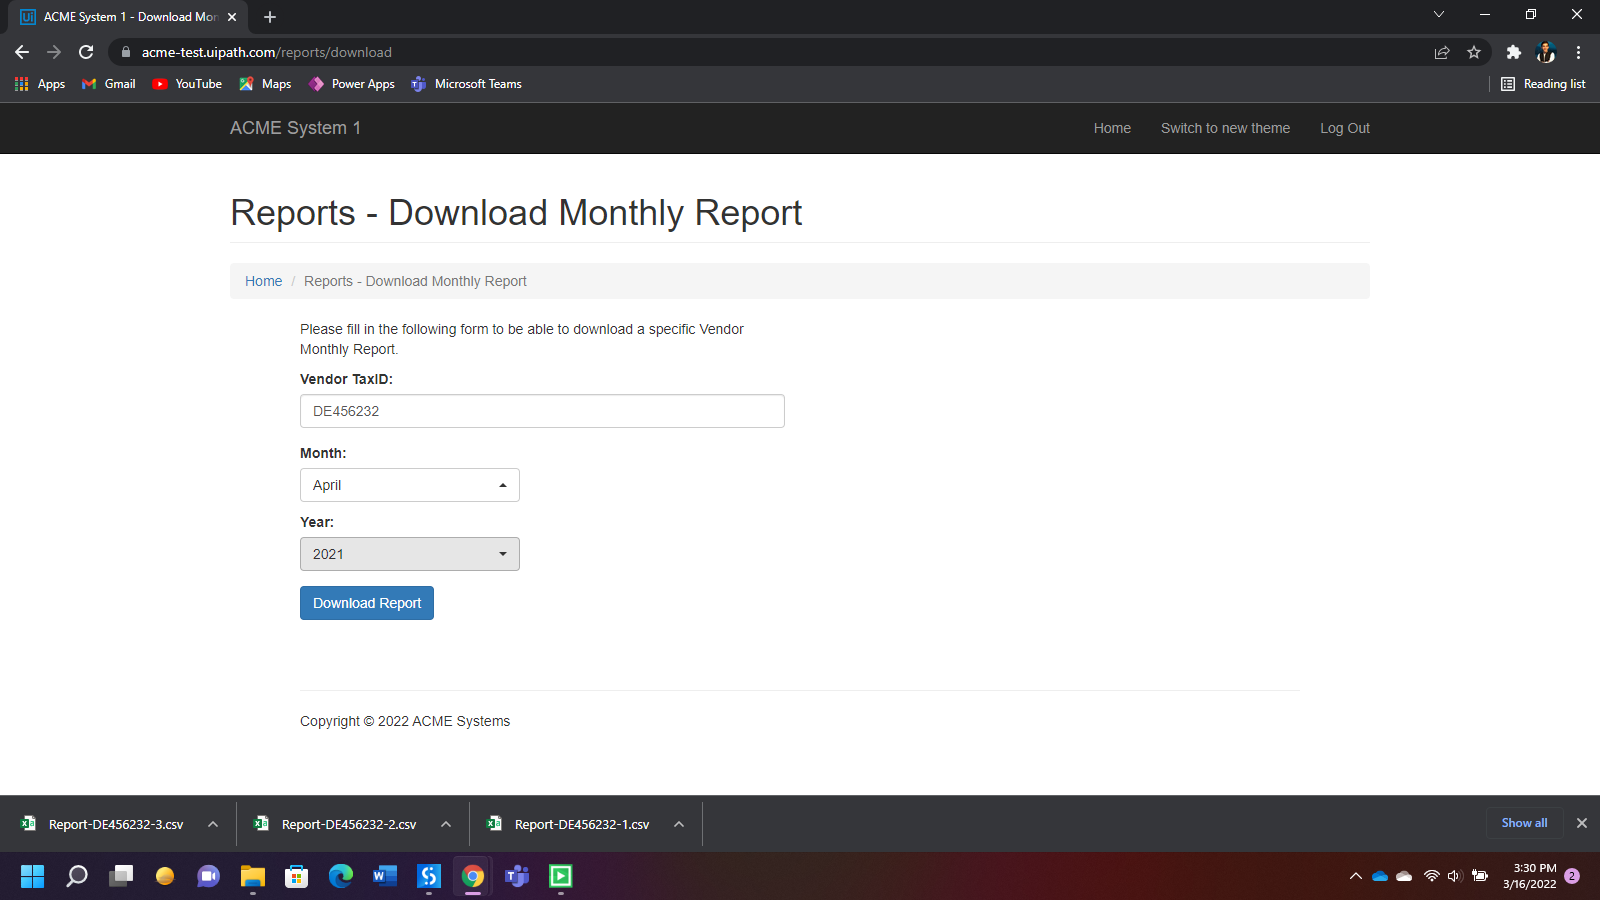 ACME System 1 - Download Mon
acme-test.uipath.com/reports/download
Apps Gmail YouTube Maps Power Apps Microsoft Teams Reading list
ACME System 1 Home Switch to new theme Log Out
Reports - Download Monthly Report
Home / Reports - Download Monthly Report
Please fill in the following form to be able to download a specific Vendor
Monthly Report.
Vendor TaxID:
DE456232
Month:
April
Year:
2021
Download Report
Copyright © 2022 ACME Systems
Report-DE456232-3.csv Report-DE456232-2.csv Report-DE456232-1.csv Show all
3:30 PM
3/16/2022 2